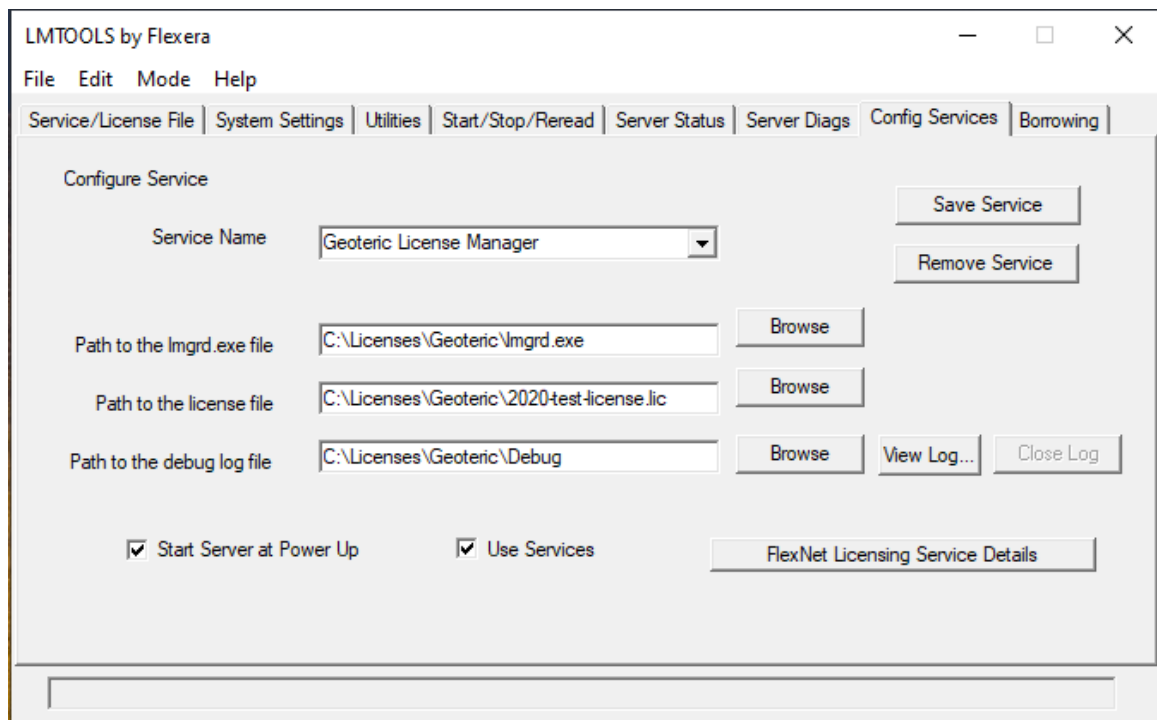 LMTOOLS by Flexera
File Edit Mode Help
Service/License File System Settings Utilities Start/Stop/Reread Server Status Server Diags Config Services Borrowing
Configure Service
Save Service
Service Name Geoteric License Manager
Remove Service
Path to the lmgrd.exe file C:\Licenses\Geoteric\lmgrd.exe Browse
Path to the license file C:\Licenses\Geoteric\2020-test-license.lic Browse
Path to the debug log file C:\Licenses\Geoteric\Debug Browse View Log... Close Log
Start Server at Power Up Use Services FlexNet Licensing Service Details